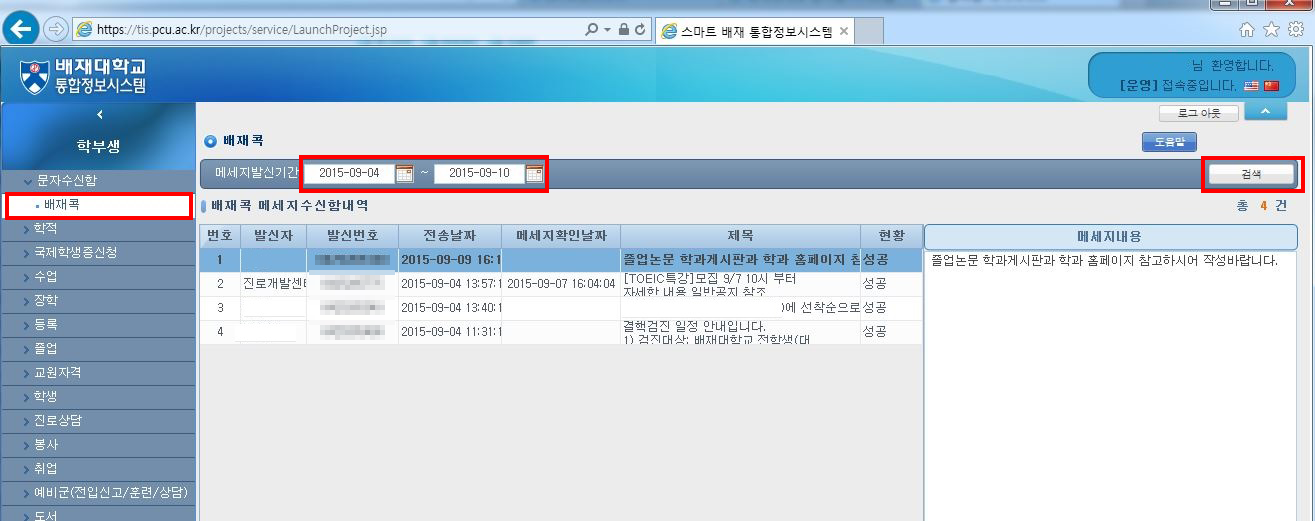 https://tis.pcu.ac.kr/projects/service/LaunchProject.jsp
스마트 배재 통합정보시스템
배재대학교
통합정보시스템
님 환영합니다.
[운영] 접속중입니다.
로그 아웃
학부생
배재콕
도움말
메세지발신기간 2015-09-04 ~ 2015-09-10 검색
문자수신함
배재콕
학적
국제학생증신청
수업
장학
등록
졸업
교원자격
학생
진로상담
봉사
취업
예비군(전입신고/훈련/상담)
도서
배재콕 메세지수신함내역
총 4 건
번호 발신자 발신번호 전송날짜 메세지확인날짜 제목 현황
1 2015-09-09 16:1 졸업논문 학과게시판과 학과 홈페이지 참 성공
2 진로개발센터 2015-09-04 13:57:1 2015-09-07 16:04:04 [TOEIC특강]모집 9/7 10시 부터 성공
자세한 내용 일반공지 참조
3 2015-09-04 13:40:1 )에 선착순으로 성공
4 2015-09-04 11:31:1 결핵검진 일정 안내입니다. 성공
1) 검진대상: 배재대학교 전학생(대
메세지내용
졸업논문 학과게시판과 학과 홈페이지 참고하시어 작성바랍니다.